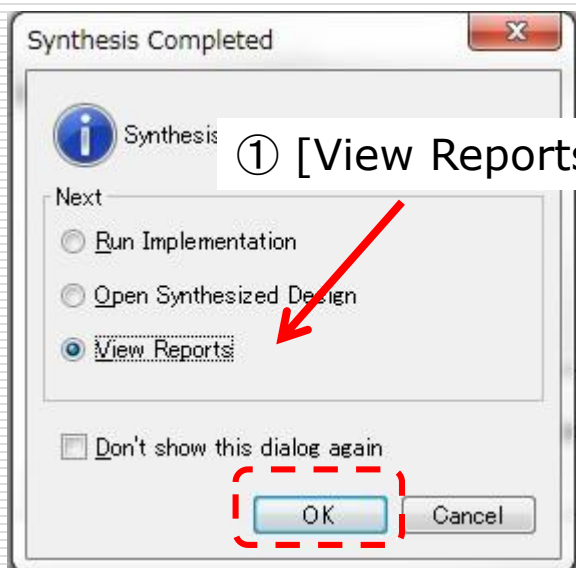 Synthesis Completed
Synthesis
① [View Reports
Next
Run Implementation
Open Synthesized Design
View Reports
Don't show this dialog again
OK
Cancel